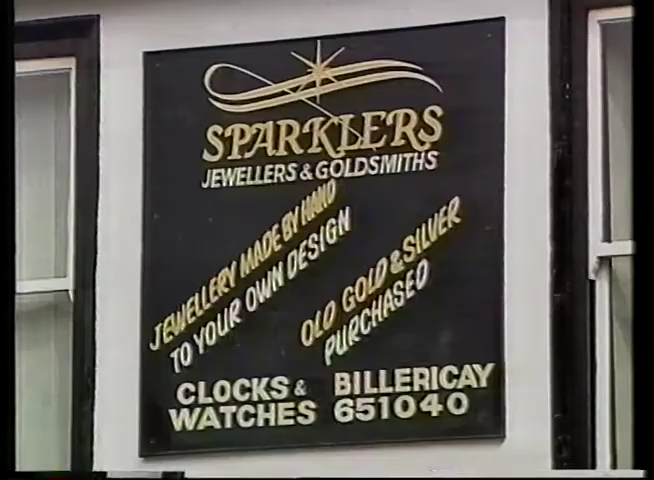 SPARKLERS
JEWELLERS & GOLDSMITHS
JEWELLERY MADE BY HAND
TO YOUR OWN DESIGN
OLD GOLD & SILVER
PURCHASED
CLOCKS &
WATCHES
BILLERICAY
651040